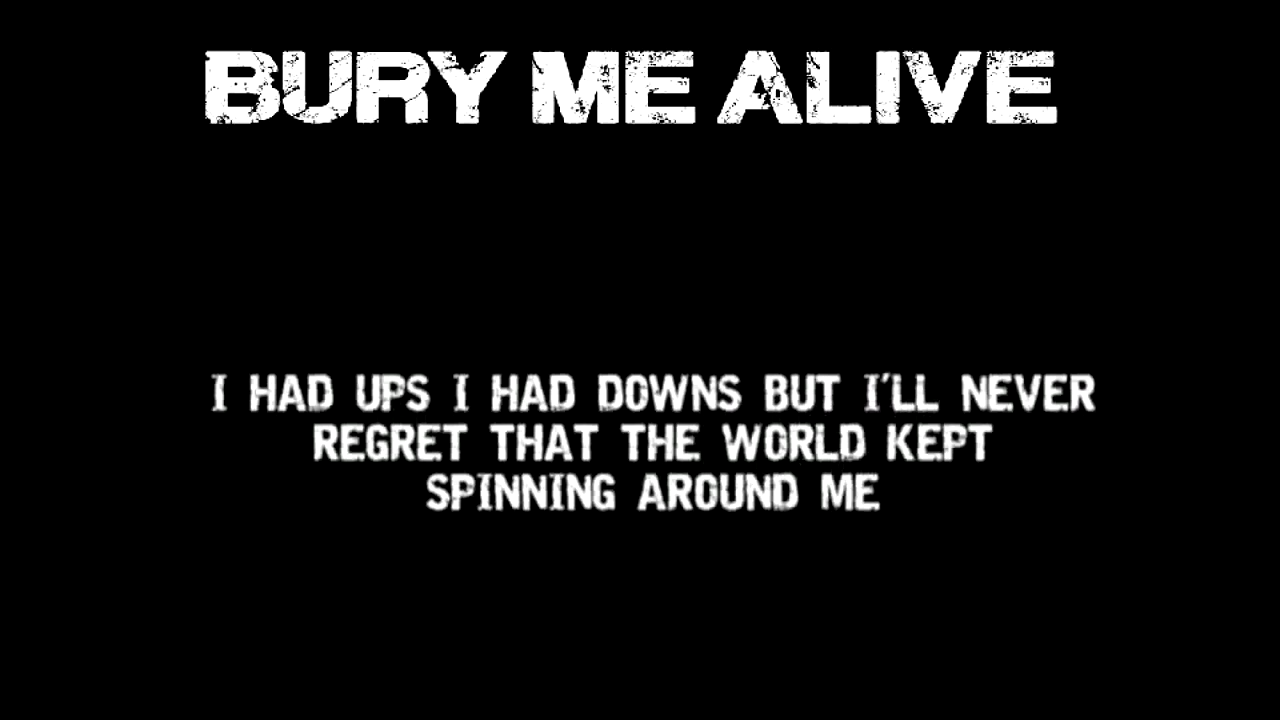 BURY ME ALIVE
I HAD UPS I HAD DOWNS BUT I'LL NEVER
REGRET THAT THE WORLD KEPT
SPINNING AROUND ME